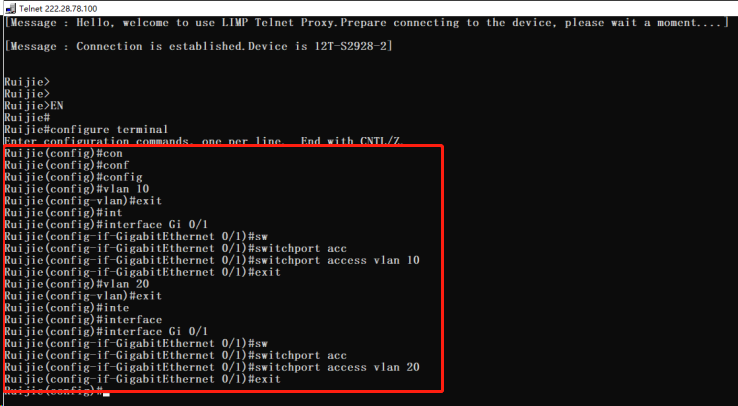 Telnet 222.28.78.100
[Message : Hello, welcome to use LIMP Telnet Proxy.Prepare connecting to the device, please wait a moment....]
[Message : Connection is established.Device is 12T-S2928-2]
Ruijie>
Ruijie>
Ruijie>EN
Ruijie#
Ruijie#configure terminal
Enter configuration commands, one per line.  End with CNTL/Z.
Ruijie(config)#con
Ruijie(config)#conf
Ruijie(config)#config
Ruijie(config)#vlan 10
Ruijie(config-vlan)#exit
Ruijie(config)#int
Ruijie(config)#interface Gi 0/1
Ruijie(config-if-GigabitEthernet 0/1)#sw
Ruijie(config-if-GigabitEthernet 0/1)#switchport acc
Ruijie(config-if-GigabitEthernet 0/1)#switchport access vlan 10
Ruijie(config-if-GigabitEthernet 0/1)#exit
Ruijie(config)#vlan 20
Ruijie(config-vlan)#exit
Ruijie(config)#inte
Ruijie(config)#interface
Ruijie(config)#interface Gi 0/1
Ruijie(config-if-GigabitEthernet 0/1)#sw
Ruijie(config-if-GigabitEthernet 0/1)#switchport acc
Ruijie(config-if-GigabitEthernet 0/1)#switchport access vlan 20
Ruijie(config-if-GigabitEthernet 0/1)#exit
Ruijie(config)#